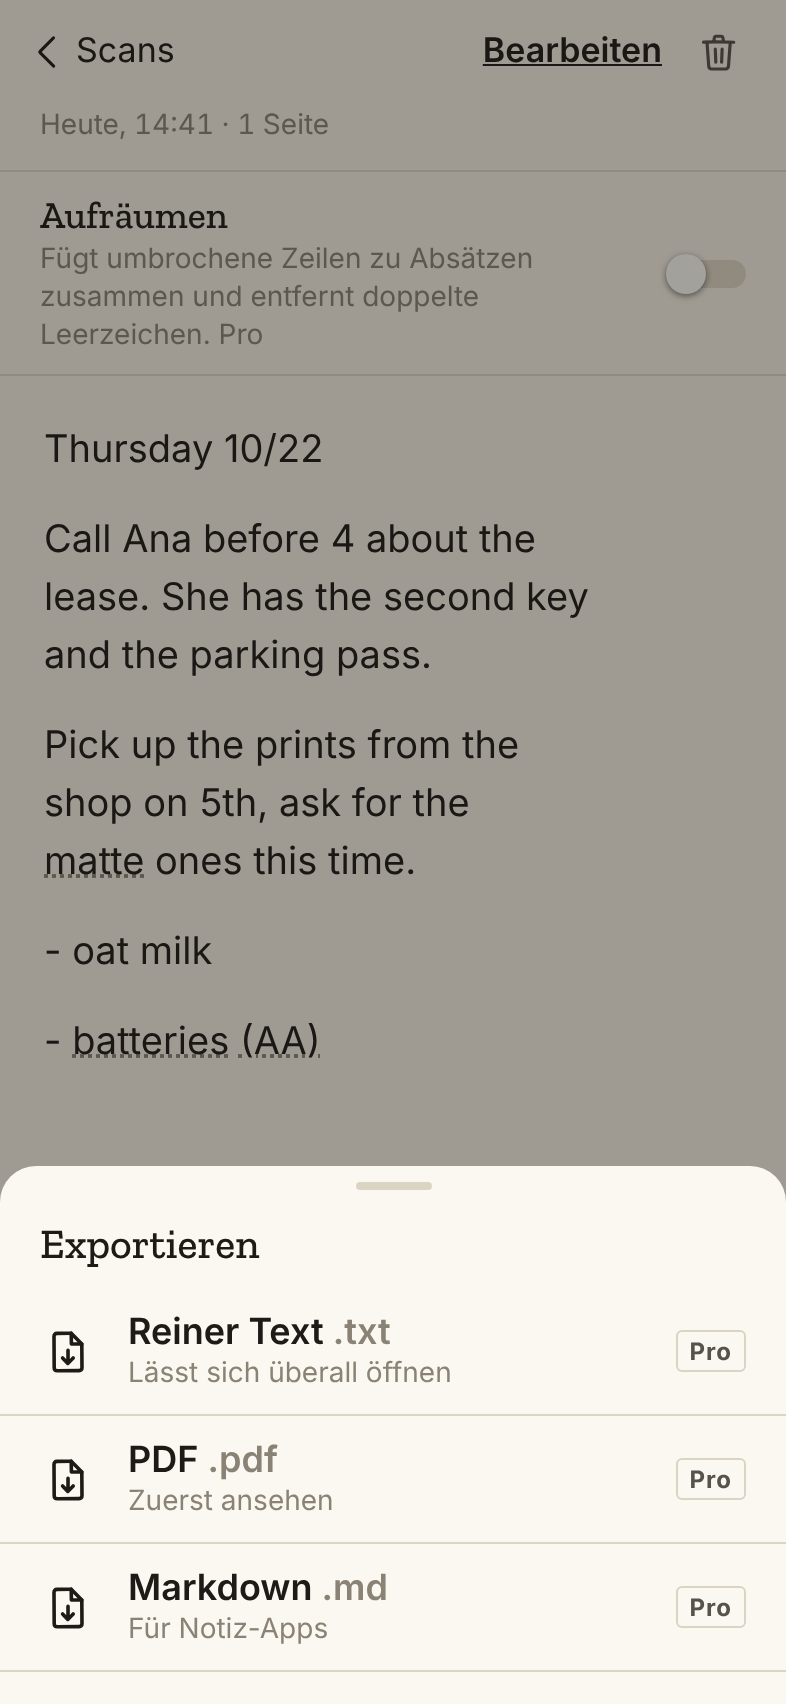 Scans
Bearbeiten
Heute, 14:41 · 1 Seite
Aufräumen
Fügt umbrochene Zeilen zu Absätzen
zusammen und entfernt doppelte
Leerzeichen. Pro
Thursday 10/22
Call Ana before 4 about the
lease. She has the second key
and the parking pass.
Pick up the prints from the
shop on 5th, ask for the
matte ones this time.
- oat milk
- batteries (AA)
Exportieren
Reiner Text .txt
Lässt sich überall öffnen
Pro
PDF .pdf
Zuerst ansehen
Pro
Markdown .md
Für Notiz-Apps
Pro